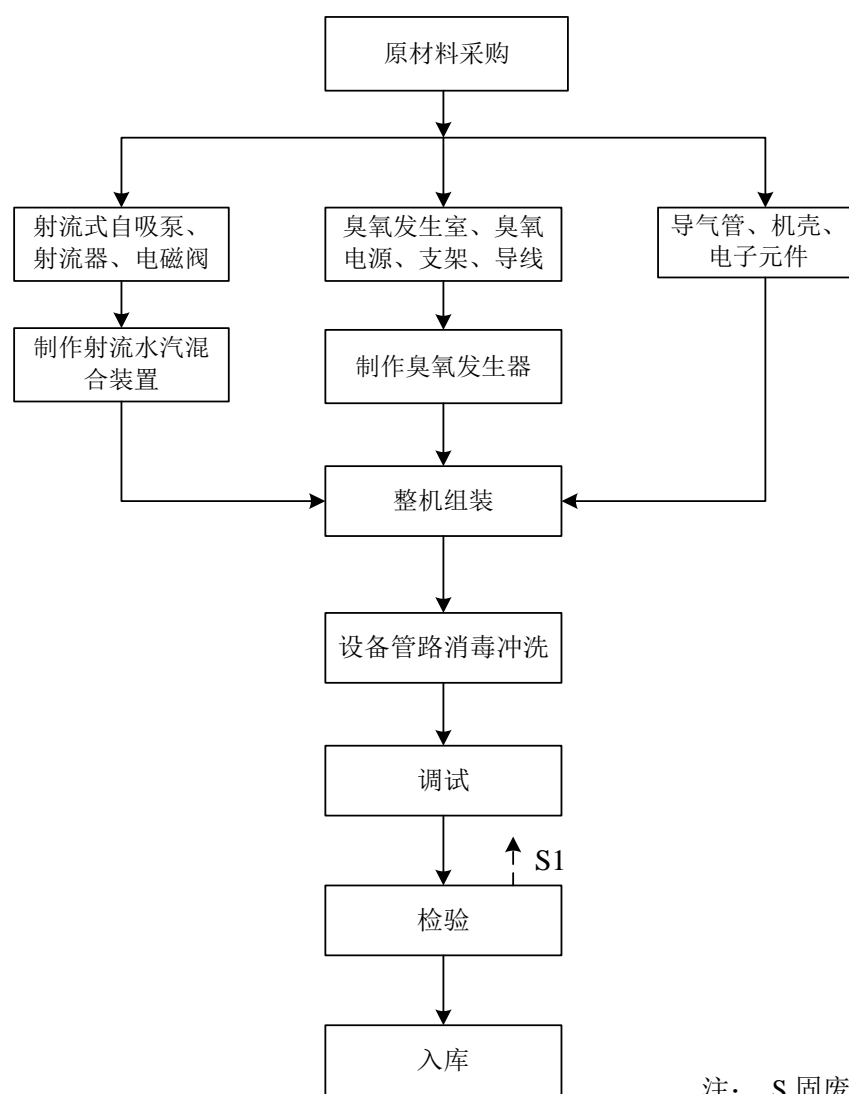 原材料采购
射流式自吸泵、
射流器、电磁阀
臭氧发生室、臭氧
电源、支架、导线
导气管、机壳、
电子元件
制作射流水汽混
合装置
制作臭氧发生器
整机组装
设备管路消毒冲洗
调试
S1
检验
入库
注： S 固废